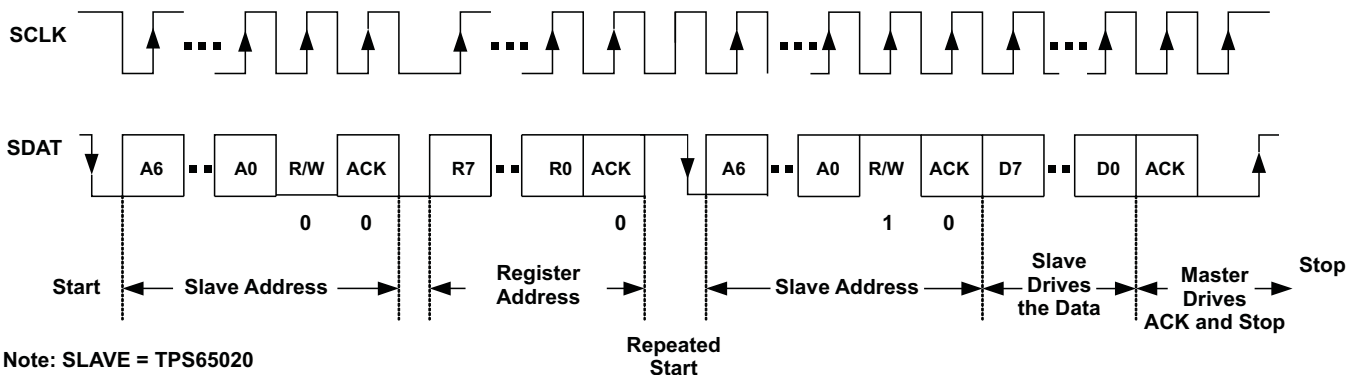 SCLK
SDAT
A6 A0 R/W ACK R7 R0 ACK A6 A0 R/W ACK D7 D0 ACK
0 0 0 1 0
Start
Slave Address
Register
Address
Repeated
Start
Slave Address
Slave
Drives
the Data
Master
Drives
ACK and Stop
Stop
Note: SLAVE = TPS65020